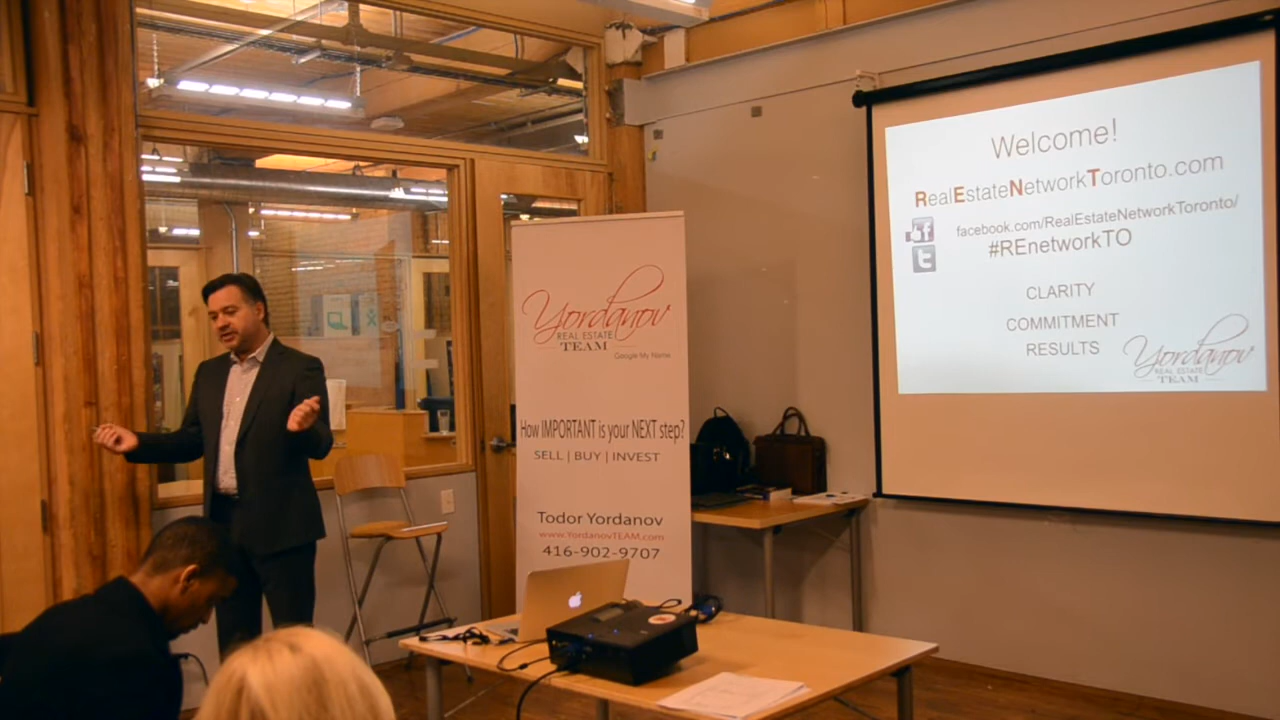 Yordanov
REAL ESTATE
TEAM
Google My Name
How IMPORTANT is your NEXT step?
SELL | BUY | INVEST
Todor Yordanov
www.YordanovTEAM.com
416-902-9707
Welcome!
RealEstateNetworkToronto.com
facebook.com/RealEstateNetworkToronto/
#REnetworkTO
CLARITY
COMMITMENT
RESULTS
Yordanov
REAL ESTATE
TEAM